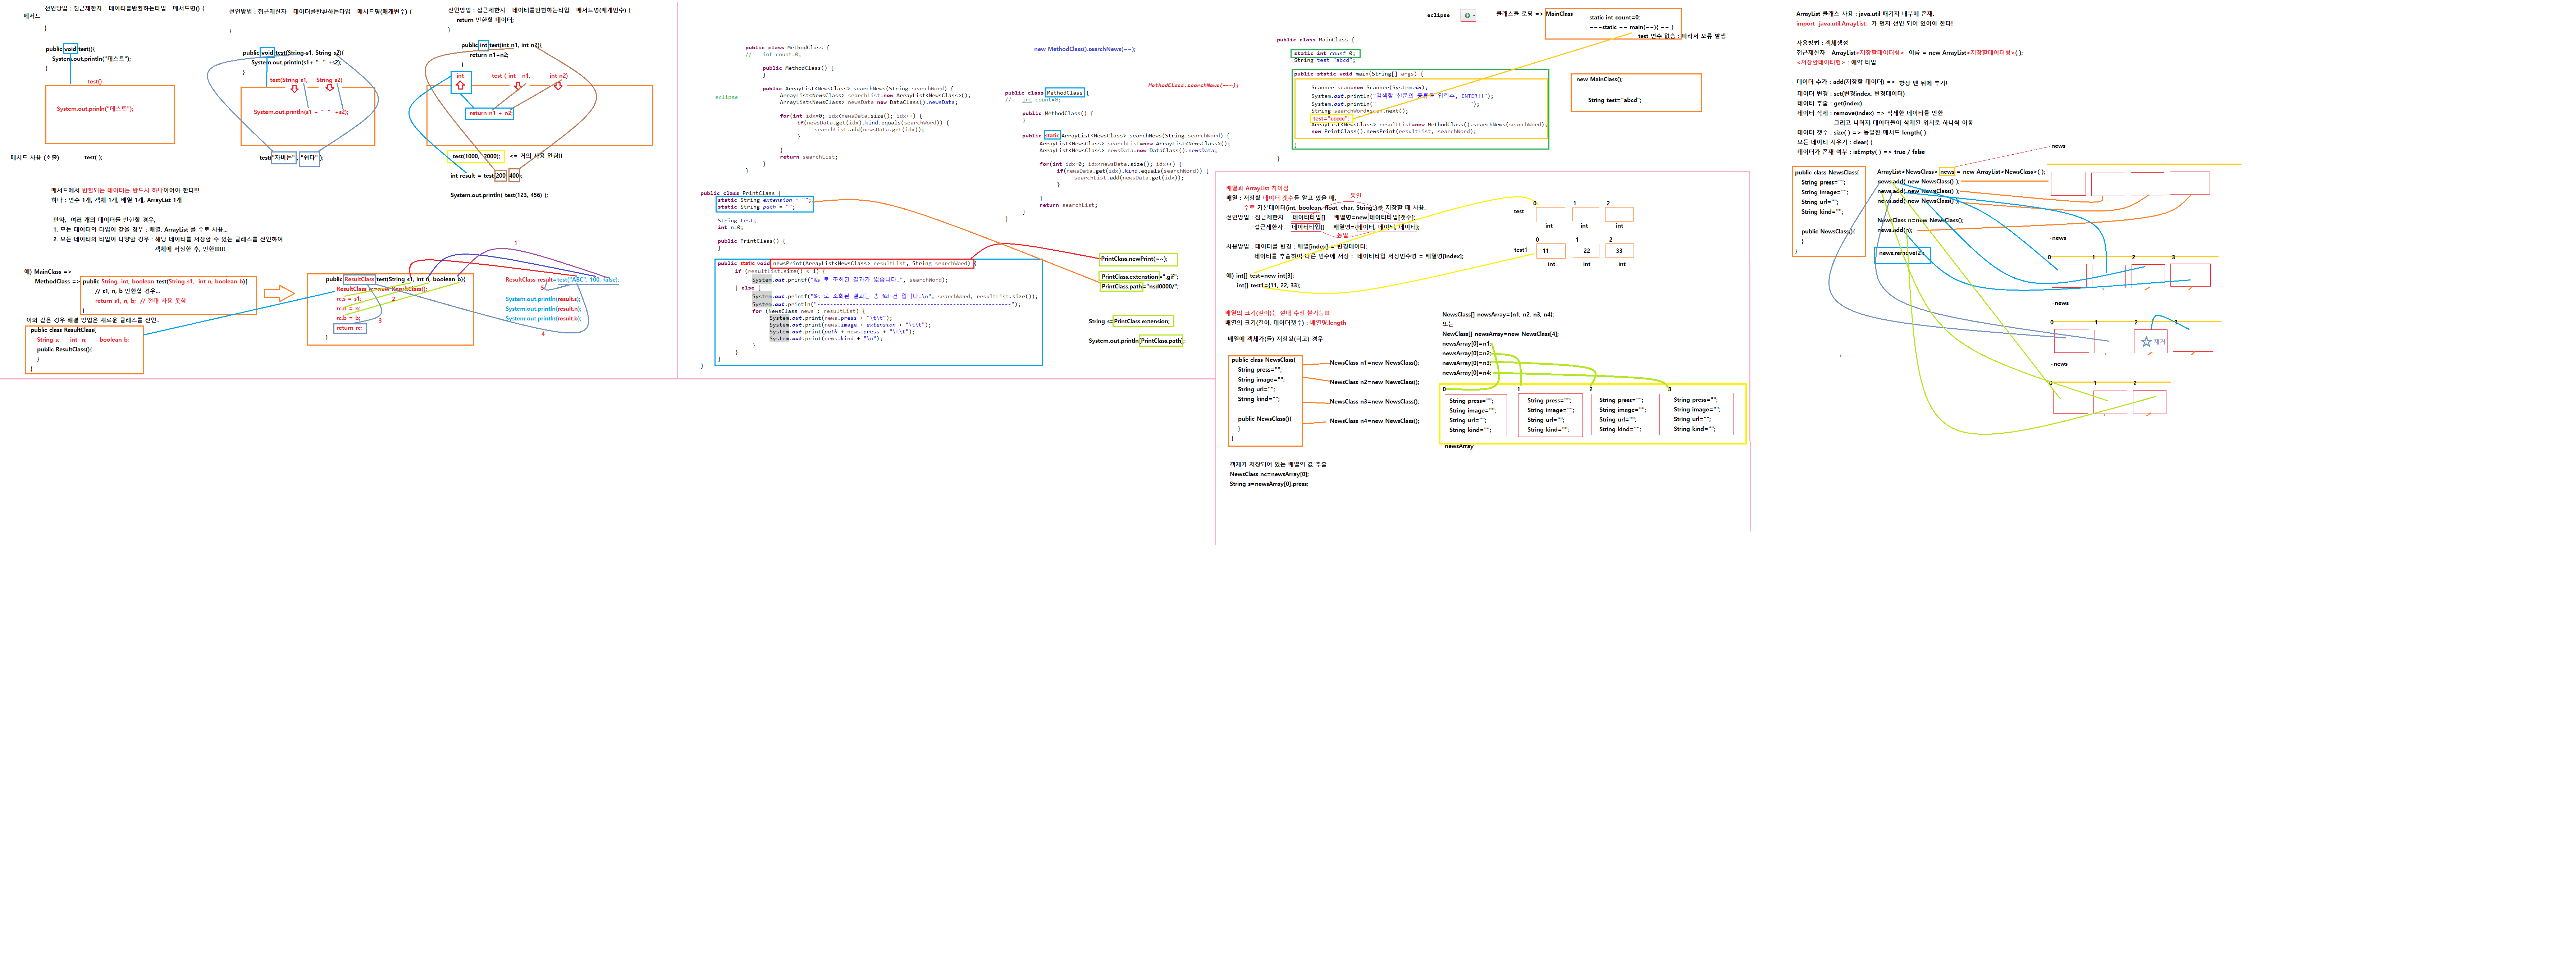 선언방법 : 접근제한자 데이터를반환하는타입 메서드명() {
메서드
}
public void test(){
System.out.println("테스트");
}
test()
System.out.prinln("테스트");
메서드 사용 (호출) test( );
선언방법 : 접근제한자 데이터를반환하는타입 메서드명(매개변수) {
}
public void test(String s1, String s2){
System.out.println(s1+ " " +s2);
}
test(String s1, String s2)
System.out.println(s1 + " " +s2);
test("자바는", "쉽다" );
선언방법 : 접근제한자 데이터를반환하는타입 메서드명(매개변수) {
return 반환할 데이터;
}
public int test(int n1, int n2){
return n1+n2;
}
int test ( int n1, int n2)
return n1 + n2;
test(1000, 2000); <= 거의 사용 안함!!
int result = test(200, 400);
System.out.println( test(123, 456) );
메서드에서 반환되는 데이터는 반드시 하나이어야 한다!!!
하나 : 변수 1개, 객체 1개, 배열 1개, ArrayList 1개
만약, 여러 개의 데이터를 반환할 경우,
1. 모든 데이터의 타입이 같을 경우 : 배열, ArrayList 를 주로 사용...
2. 모든 데이터의 타입이 다양할 경우 : 해당 데이터를 저장할 수 있는 클래스를 선언하여
객체에 저장한 후, 반환!!!!!!
예) MainClass =>
MethodClass => public String, int, boolean test(String s1, int n, boolean b){
// s1, n, b 반환할 경우...
return s1, n, b; // 절대 사용 못함
}
이와 같은 경우 해결 방법은 새로운 클래스를 선언..
public class ResultClass{
String s; int n; boolean b;
public ResultClass(){
}
}
public ResultClass test(String s1, int n, boolean b){
ResultClass rc=new ResultClass();
rc.s = s1;
rc.n = n;
rc.b = b;
return rc;
}
1
2
3
4
5
ResultClass result=test("ABC", 100, false);
System.out.println(result.s);
System.out.println(result.n);
System.out.println(result.b);
eclipse
public class MethodClass {
// int count=0;
public MethodClass() {
}
public ArrayList<NewsClass> searchNews(String searchWord) {
ArrayList<NewsClass> searchList=new ArrayList<NewsClass>();
ArrayList<NewsClass> newsData=new DataClass().newsData;
for(int idx=0; idx<newsData.size(); idx++) {
if(newsData.get(idx).kind.equals(searchWord)) {
searchList.add(newsData.get(idx));
}
}
return searchList;
}
}
new MethodClass().searchNews(~~);
MethodClass.searchNews(~~~);
public class MethodClass {
// int count=0;
public MethodClass() {
}
public static ArrayList<NewsClass> searchNews(String searchWord) {
ArrayList<NewsClass> searchList=new ArrayList<NewsClass>();
ArrayList<NewsClass> newsData=new DataClass().newsData;
for(int idx=0; idx<newsData.size(); idx++) {
if(newsData.get(idx).kind.equals(searchWord)) {
searchList.add(newsData.get(idx));
}
}
return searchList;
}
}
public class PrintClass {
static String extension = "";
static String path = "";
String test;
int n=0;
public PrintClass() {
}
public static void newsPrint(ArrayList<NewsClass> resultList, String searchWord) {
if (resultList.size() < 1) {
System.out.printf("%s 로 조회된 결과가 없습니다.", searchWord);
} else {
System.out.printf("%s 로 조회된 결과는 총 %d 건 입니다.\n", searchWord, resultList.size());
System.out.println("-------------------------------------------------------");
for (NewsClass news : resultList) {
System.out.print(news.press + "\t\t");
System.out.print(news.image + extension + "\t\t");
System.out.print(path + news.press + "\t\t");
System.out.print(news.kind + "\n");
}
}
}
}
PrintClass.newPrint(~~);
PrintClass.extenstion=".gif";
PrintClass.path="nsd0000/";
String s=PrintClass.extension;
System.out.println(PrintClass.path);
eclipse
클래스들 로딩 => MainClass
static int count=0;
~~~static ~~ main(~~){ ~~ }
test 변수 없음 : 따라서 오류 발생
public class MainClass {
static int count=0;
String test="abcd";
public static void main(String[] args) {
Scanner scan=new Scanner(System.in);
System.out.println("검색할 신문의 종류를 입력후, ENTER!!");
System.out.println("---------------------------");
String searchWord=scan.next();
test="ccccc";
ArrayList<NewsClass> resultList=new MethodClass().searchNews(searchWord);
new PrintClass().newsPrint(resultList, searchWord);
}
}
new MainClass();
String test="abcd";
배열과 ArrayList 차이점
배열 : 저장할 데이터 갯수를 알고 있을 때,
주로 기본데이터(int, boolean, float, char, String..)를 저장할 때 사용.
동일
선언방법 : 접근제한자 데이터타입[] 배열명=new 데이터타입[갯수];
접근제한자 데이터타입[] 배열명={데이터, 데이터, 데이터};
동일
사용방법 : 데이터를 변경 : 배열[index] = 변경데이터;
데이터를 추출하여 다른 변수에 저장 : 데이터타입 저장변수명 = 배열명[index];
예) int[] test=new int[3];
int[] test1={11, 22, 33};
0 1 2
test
int int int
0 1 2
test1 11 22 33
int int int
배열의 크기(길이)는 절대 수정 불가능!!!
배열의 크기(길이, 데이터갯수) : 배열명.length
배열에 객체가(를) 저장될(하고) 경우
public class NewsClass{
String press="";
String image="";
String url="";
String kind="";
public NewsClass(){
}
}
NewsClass n1=new NewsClass();
NewsClass n2=new NewsClass();
NewsClass n3=new NewsClass();
NewsClass n4=new NewsClass();
NewsClass[] newsArray={n1, n2, n3, n4};
또는
NewClass[] newsArray=new NewsClass[4];
newsArray[0]=n1;
newsArray[0]=n2;
newsArray[0]=n3;
newsArray[0]=n4;
0 1 2 3
String press=""; String press=""; String press=""; String press="";
String image=""; String image=""; String image=""; String image="";
String url=""; String url=""; String url=""; String url="";
String kind=""; String kind=""; String kind=""; String kind="";
newsArray
객체가 저장되어 있는 배열의 값 추출
NewsClass nc=newsArray[0];
String s=newsArray[0].press;
ArrayList 클래스 사용 : java.util 패키지 내부에 존재.
import java.util.ArrayList; 가 먼저 선언 되어 있어야 한다!
사용방법 : 객체생성
접근제한자 ArrayList<저장할데이터형> 이름 = new ArrayList<저장할데이터형>( );
<저장할데이터형> : 예약 타입
데이터 추가 : add(저장할 데이터) => 항상 맨 뒤에 추가!
데이터 변경 : set(변경index, 변경데이터)
데이터 추출 : get(index)
데이터 삭제 : remove(index) => 삭제한 데이터를 반환
그리고 나머지 데이터들이 삭제된 위치로 하나씩 이동
데이터 갯수 : size( ) => 동일한 메서드 length( )
모든 데이터 지우기 : clear( )
데이터가 존재 여부 : isEmpty( ) => true / false
public class NewsClass{
String press="";
String image="";
String url="";
String kind="";
public NewsClass(){
}
}
ArrayList<NewsClass> news = new ArrayList<NewsClass>( );
news.add( new NewsClass() );
news.add( new NewsClass() );
news.add( new NewsClass() );
NewsClass n=new NewsClass();
news.add(n);
news.remove(2);
news
news
0 1 2 3
news
0 1 2 3
제거
news
0 1 2